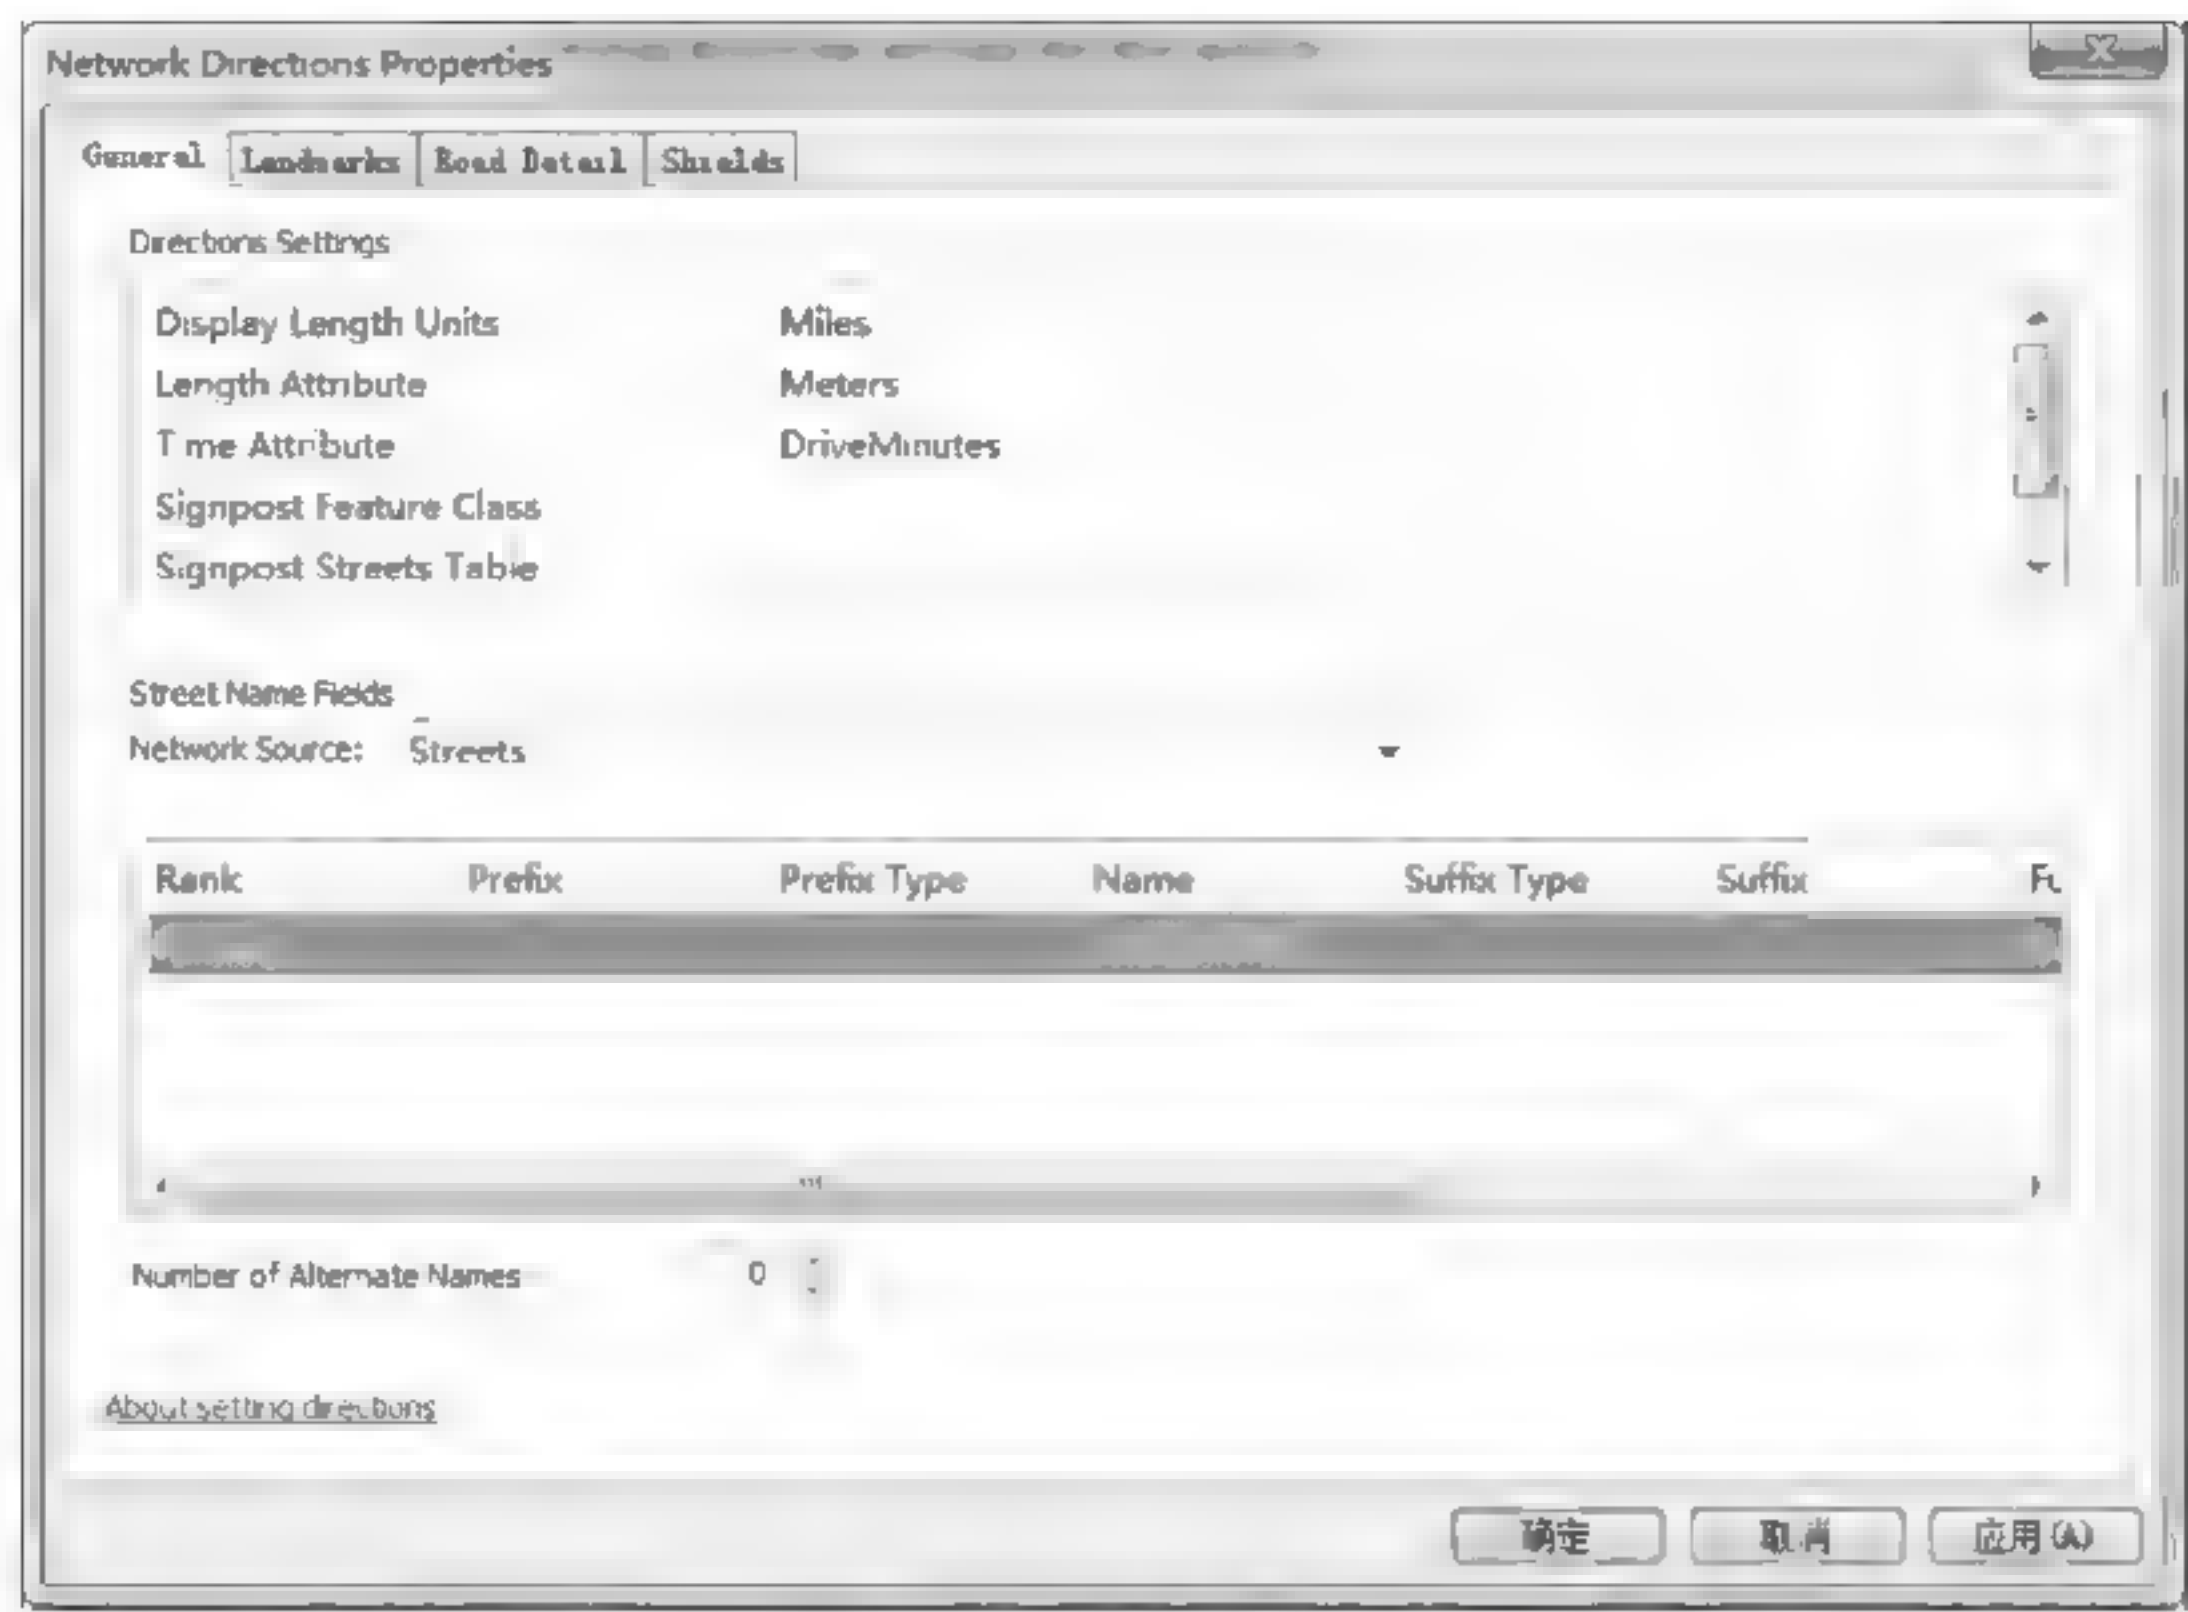 Network Directions Properties
General Landmarks Road Detail Shields
Directions Settings
Display Length Units Miles
Length Attribute Meters
Time Attribute DriveMinutes
Signpost Feature Class
Signpost Streets Table
Street Name Fields
Network Source: Streets
Rank Prefix Prefix Type Name Suffix Type Suffix Fu
Number of Alternate Names 0
About setting directions
确定 取消 应用(A)